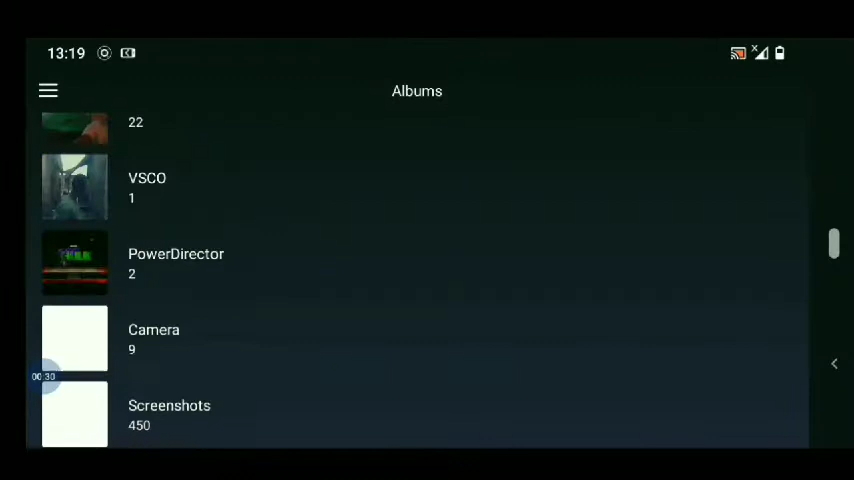 13:19
Albums
22
VSCO
1
PowerDirector
2
Camera
9
00:30
Screenshots
450